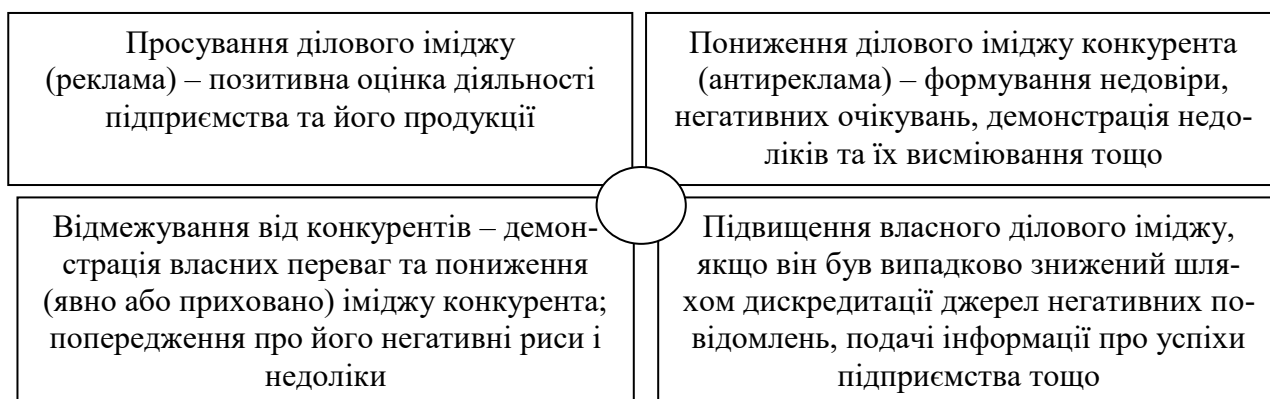 Просування ділового іміджу
(реклама) – позитивна оцінка діяльності
підприємства та його продукції
Пониження ділового іміджу конкурента
(антиреклама) – формування недовіри,
негативних очікувань, демонстрація недо-
ліків та їх висміювання тощо
Відмежування від конкурентів – демон-
страція власних переваг та пониження
(явно або приховано) іміджу конкурента;
попередження про його негативні риси і
недоліки
Підвищення власного ділового іміджу,
якщо він був випадково знижений шля-
хом дискредитації джерел негативних по-
відомлень, подачі інформації про успіхи
підприємства тощо